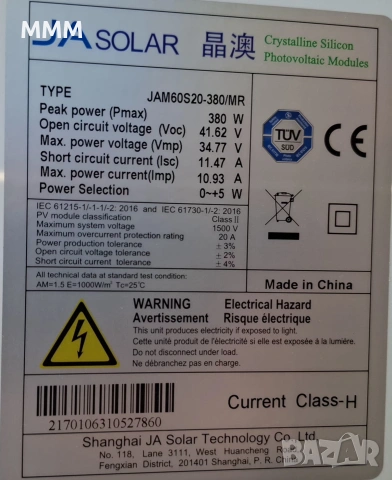 MMM
JA SOLAR 晶澳
Crystalline Silicon
Photovoltaic Modules
TYPE JAM60S20-380/MR
Peak power (Pmax) 380 W
Open circuit voltage (Voc) 41.62 V
Max. power voltage (Vmp) 34.77 V
Short circuit current (Isc) 11.47 A
Max. power current(Imp) 10.93 A
Power Selection 0~+5 W
TÜV
SÜD
IEC 61215-1/-1-1/-2: 2016 and IEC 61730-1/-2: 2016
PV module classification Class II
Maximum system voltage 1500 V
Maximum overcurrent protection rating 20 A
Power production tolerance ± 3%
Open circuit tolerance ± 2%
Short circuit current tolerance ± 4%
All technical data at standard test condition:
AM=1.5 E=1000W/m² Tc=25℃
Made in China
WARNING Electrical Hazard
Avertissement Risque électrique
This unit produces electricity if exposed to light.
Cette unité produit de l'électricité si elle est exposée à la lumière.
Do not disconnect under load.
Ne pas déconnecter en charge.
2170106310527860
Current Class-H
Shanghai JA Solar Technology Co., Ltd.
No. 118, Lane 3111, West Huancheng Road,
Fengxian District, 201401 Shanghai, P. R. China
BAZAR